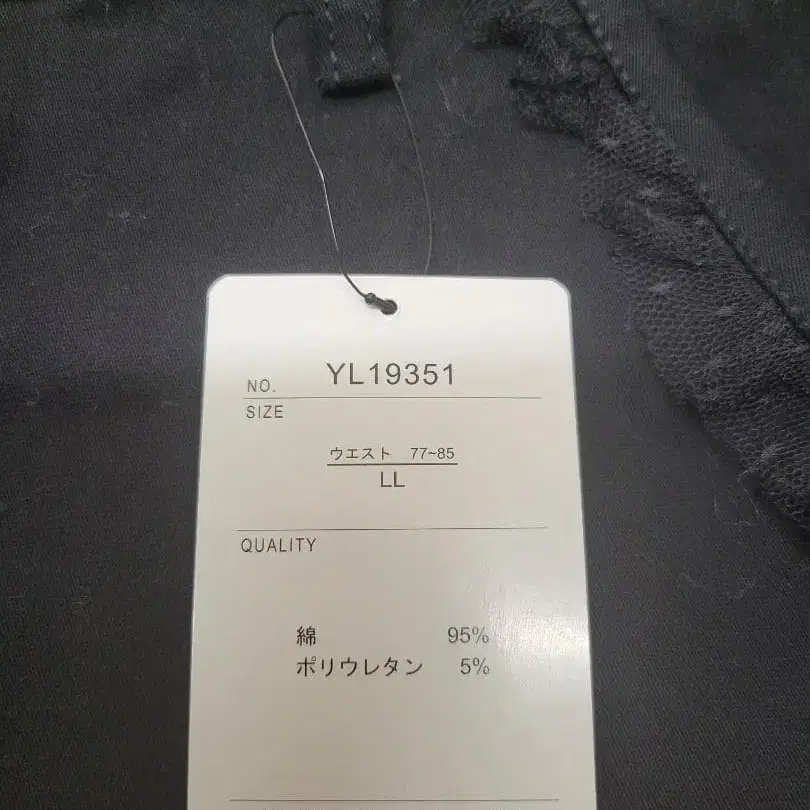 NO. YL19351
SIZE
ウエスト 77~85
LL
QUALITY
綿 95%
ポリウレタン 5%